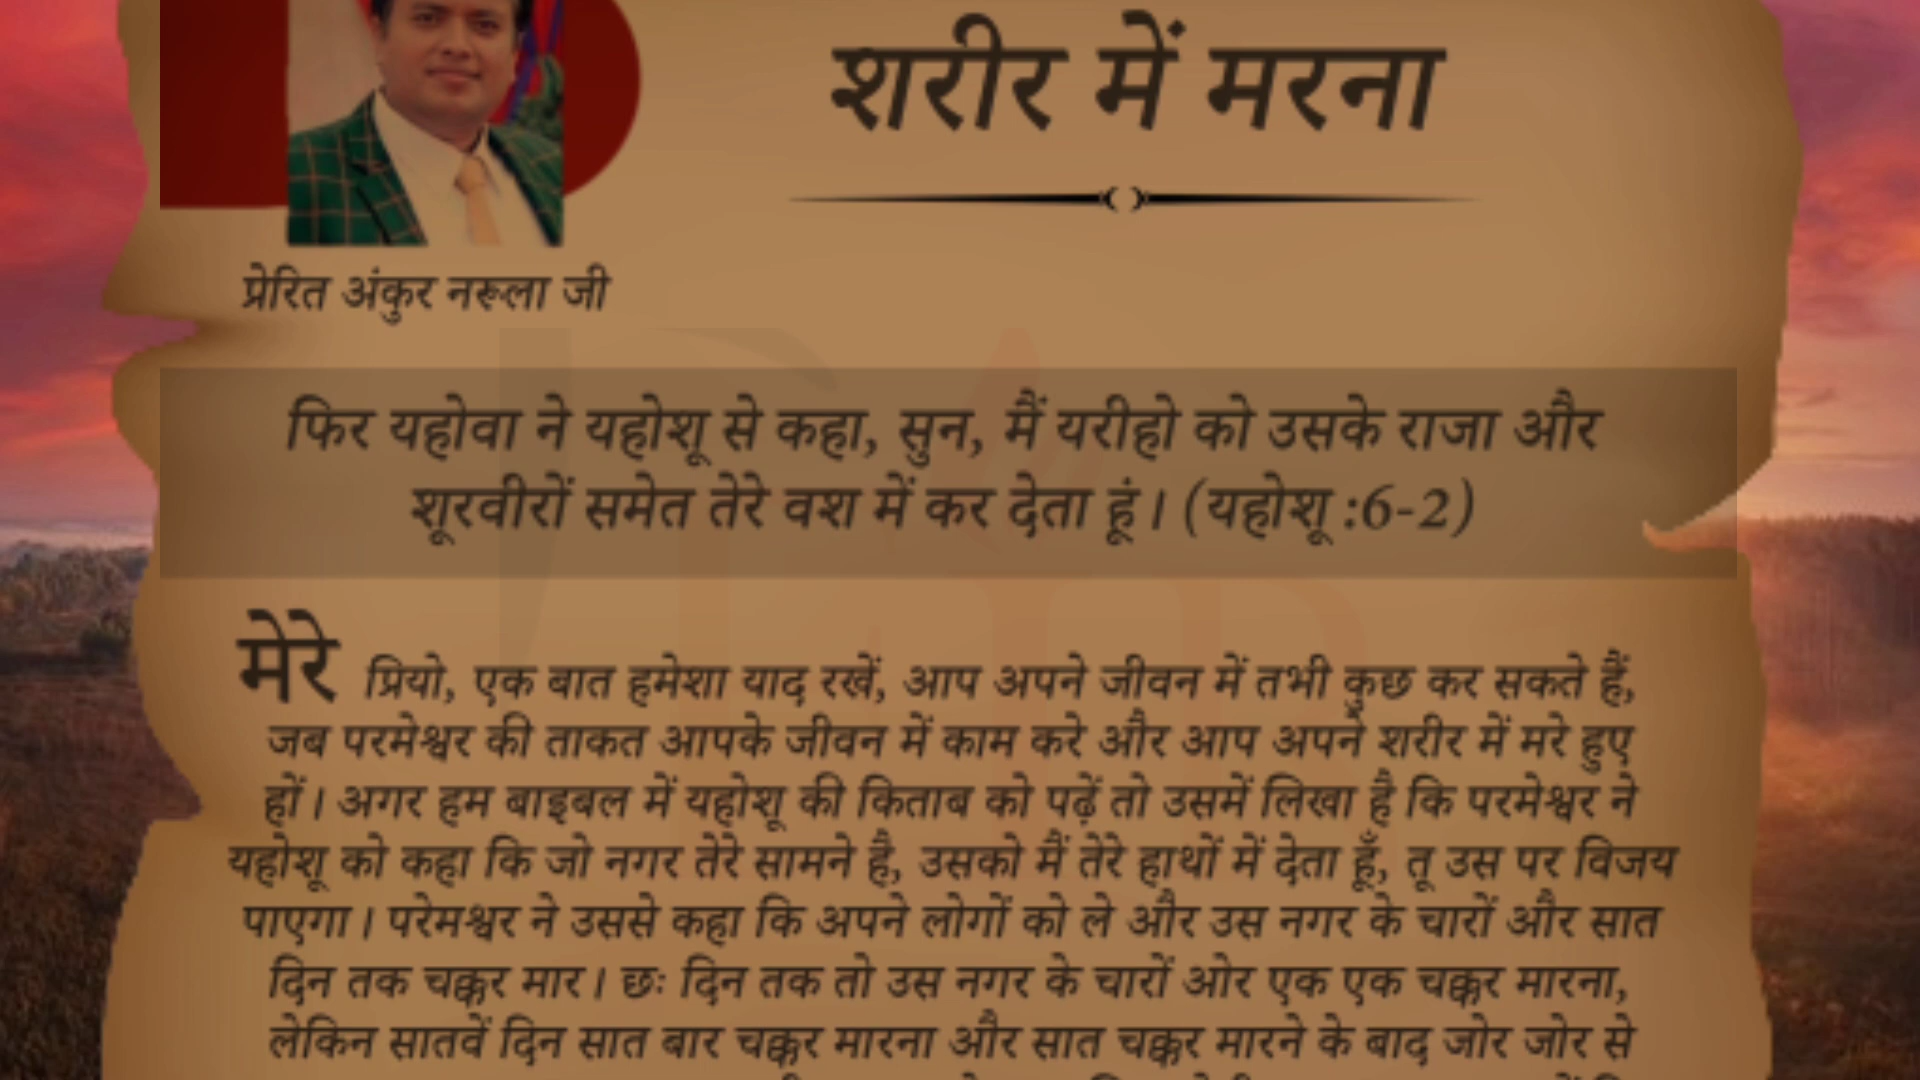 शरीर में मरना
प्रेरित अंकुर नरूला जी
फिर यहोवा ने यहोशू से कहा, सुन, मैं यरीहो को उसके राजा और
शूरवीरों समेत तेरे वश में कर देता हूं। (यहोशू :6-2)
मेरे प्रियो, एक बात हमेशा याद रखें, आप अपने जीवन में तभी कुछ कर सकते हैं,
जब परमेश्वर की ताकत आपके जीवन में काम करे और आप अपने शरीर में मरे हुए
हों। अगर हम बाइबल में यहोशू की किताब को पढ़ें तो उसमें लिखा है कि परमेश्वर ने
यहोशू को कहा कि जो नगर तेरे सामने है, उसको मैं तेरे हाथों में देता हूँ, तू उस पर विजय
पाएगा। परेमश्वर ने उससे कहा कि अपने लोगों को ले और उस नगर के चारों और सात
दिन तक चक्कर मार। छः दिन तक तो उस नगर के चारों ओर एक एक चक्कर मारना,
लेकिन सातवें दिन सात बार चक्कर मारना और सात चक्कर मारने के बाद जोर जोर से